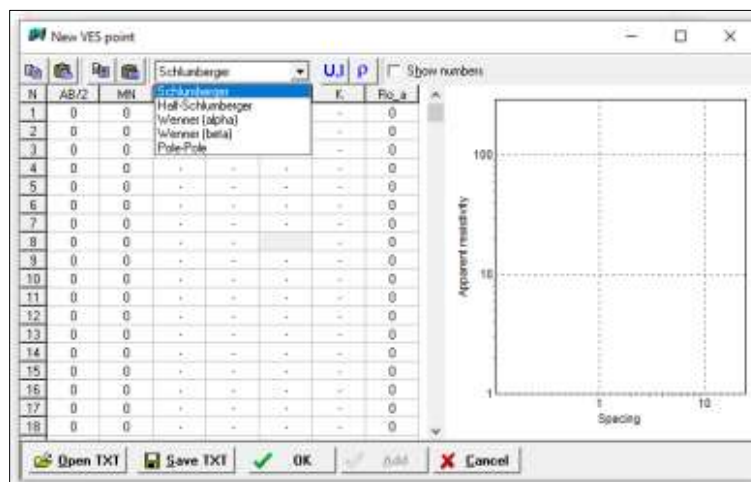 New VES point
Schlumberger U,I ρ Show numbers
N AB/2 MN K Ro_a
Schlumberger
Half-Schlumberger
Wenner (alpha)
Wenner (beta)
Pole-Pole
1 0 0 - 0
2 0 0 - 0
3 0 0 - 0
4 0 0 - - - - 0
5 0 0 - - - - 0
6 0 0 - - - - 0
7 0 0 - - - - 0
8 0 0 - - - 0
9 0 0 - - - - 0
10 0 0 - - - - 0
11 0 0 - - - - 0
12 0 0 - - - - 0
13 0 0 - - - - 0
14 0 0 - - - - 0
15 0 0 - - - - 0
16 0 0 - - - - 0
17 0 0 - - - - 0
18 0 0 - - - - 0
Apparent resistivity
100
10
1
1 10
Spacing
Open TXT Save TXT OK Add Cancel